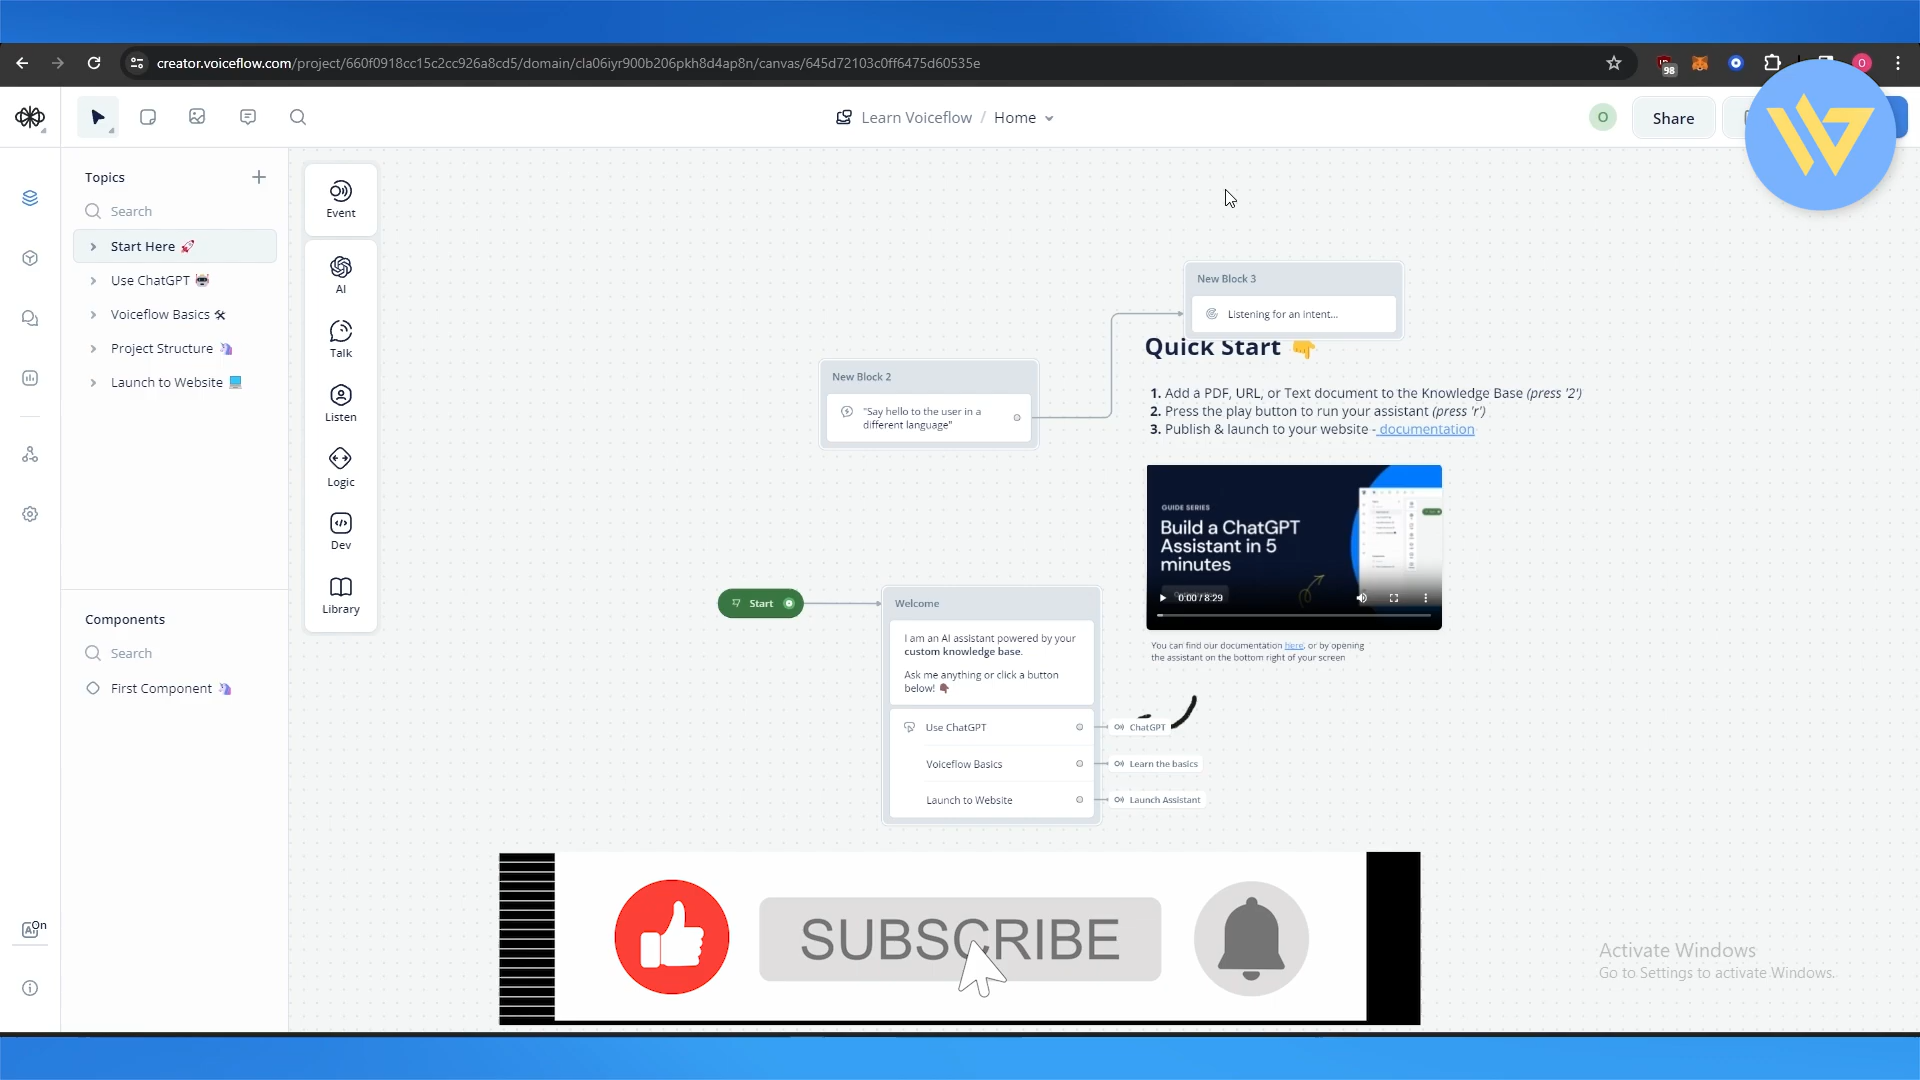 creator.voiceflow.com/project/660f0918cc15c2cc926a8cd5/domain/cla06iyr900b206pkh8d4ap8n/canvas/645d72103c0ff6475d60535e
98
O
Learn Voiceflow / Home
O
Share
Topics
Search
Start Here 🚀
Use ChatGPT
Voiceflow Basics 🛠
Project Structure
Launch to Website
Components
Search
First Component
Event
AI
Talk
Listen
Logic
Dev
Library
New Block 3
Listening for an intent...
New Block 2
"Say hello to the user in a
different language"
Quick Start 👇
1. Add a PDF, URL, or Text document to the Knowledge Base (press '2')
2. Press the play button to run your assistant (press 'r')
3. Publish & launch to your website - documentation
GUIDE SERIES
Build a ChatGPT
Assistant in 5
minutes
0:00 / 8:29
You can find our documentation here, or by opening
the assistant on the bottom right of your screen
Start
Welcome
I am an AI assistant powered by your
custom knowledge base.
Ask me anything or click a button
below!
Use ChatGPT
ChatGPT
Voiceflow Basics
Learn the basics
Launch to Website
Launch Assistant
SUBSCRIBE
On
AI
Activate Windows
Go to Settings to activate Windows.